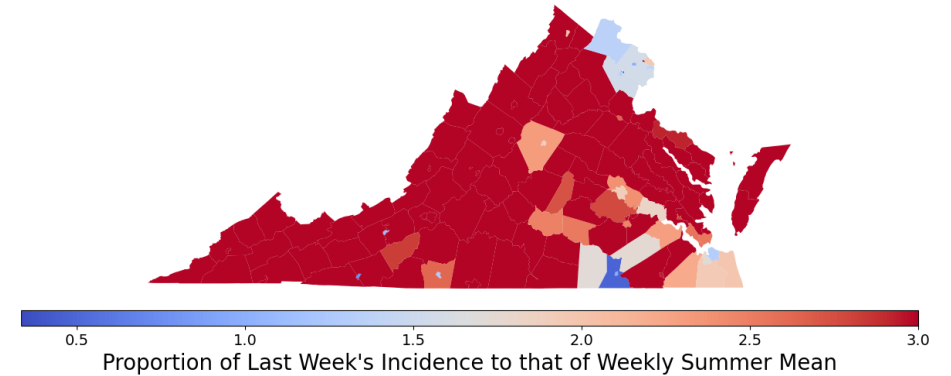 0.5 1.0 1.5 2.0 2.5 3.0
Proportion of Last Week's Incidence to that of Weekly Summer Mean